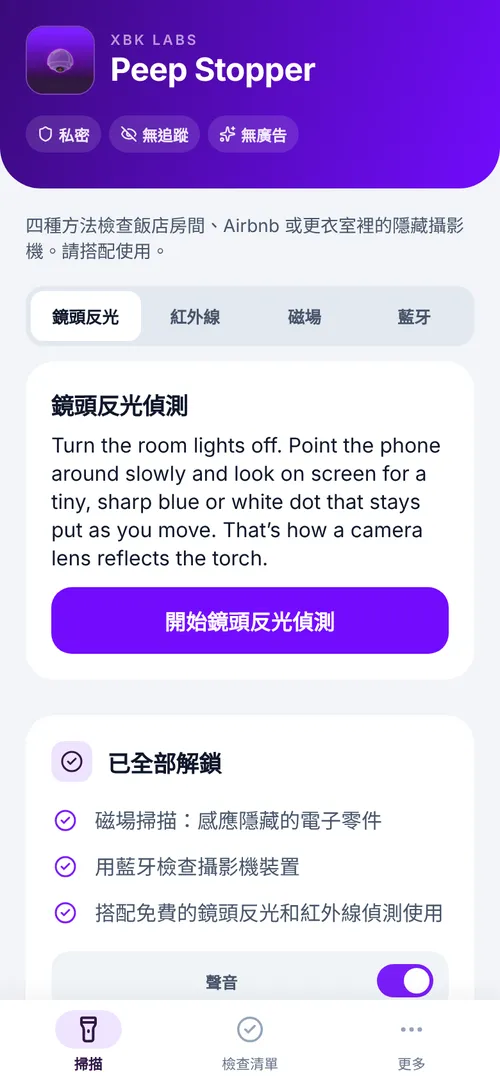 XBK LABS
Peep Stopper
私密
無追蹤
無廣告
四種方法檢查飯店房間、Airbnb 或更衣室裡的隱藏攝影
機。請搭配使用。
鏡頭反光
紅外線
磁場
藍牙
鏡頭反光偵測
Turn the room lights off. Point the phone
around slowly and look on screen for a
tiny, sharp blue or white dot that stays
put as you move. That’s how a camera
lens reflects the torch.
開始鏡頭反光偵測
已全部解鎖
磁場掃描：感應隱藏的電子零件
用藍牙檢查攝影機裝置
搭配免費的鏡頭反光和紅外線偵測使用
聲音
掃描
檢查清單
更多